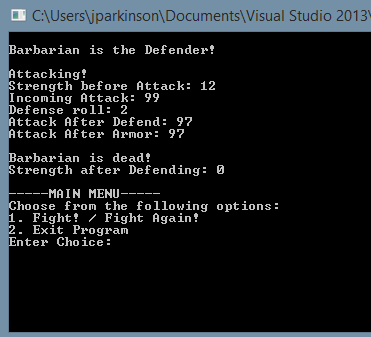 C:\Users\jparkinson\Documents\Visual Studio 2013\
Barbarian is the Defender!
Attacking!
Strength before Attack: 12
Incoming Attack: 99
Defense roll: 2
Attack After Defend: 97
Attack After Armor: 97
Barbarian is dead!
Strength after Defending: 0
-----MAIN MENU-----
Choose from the following options:
1. Fight! / Fight Again!
2. Exit Program
Enter Choice: